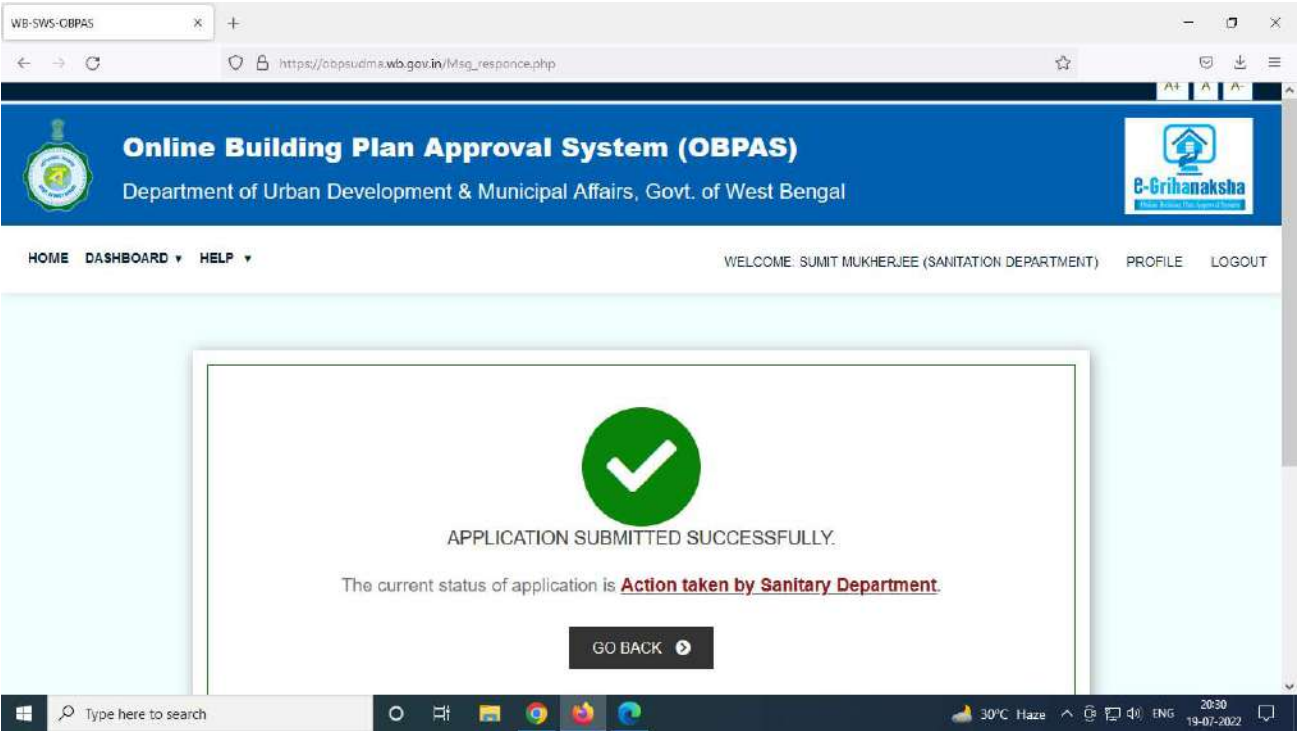 WB-SWS-OBPAS
https://obpsudma.wb.gov.in/Msg_responce.php
A+ A A-
Online Building Plan Approval System (OBPAS)
Department of Urban Development & Municipal Affairs, Govt. of West Bengal
e-Grihanaksha
HOME DASHBOARD HELP
WELCOME: SUMIT MUKHERJEE (SANITATION DEPARTMENT) PROFILE LOGOUT
APPLICATION SUBMITTED SUCCESSFULLY.
The current status of application is Action taken by Sanitary Department.
GO BACK
Type here to search
30°C Haze
ENG
20:30
19-07-2022